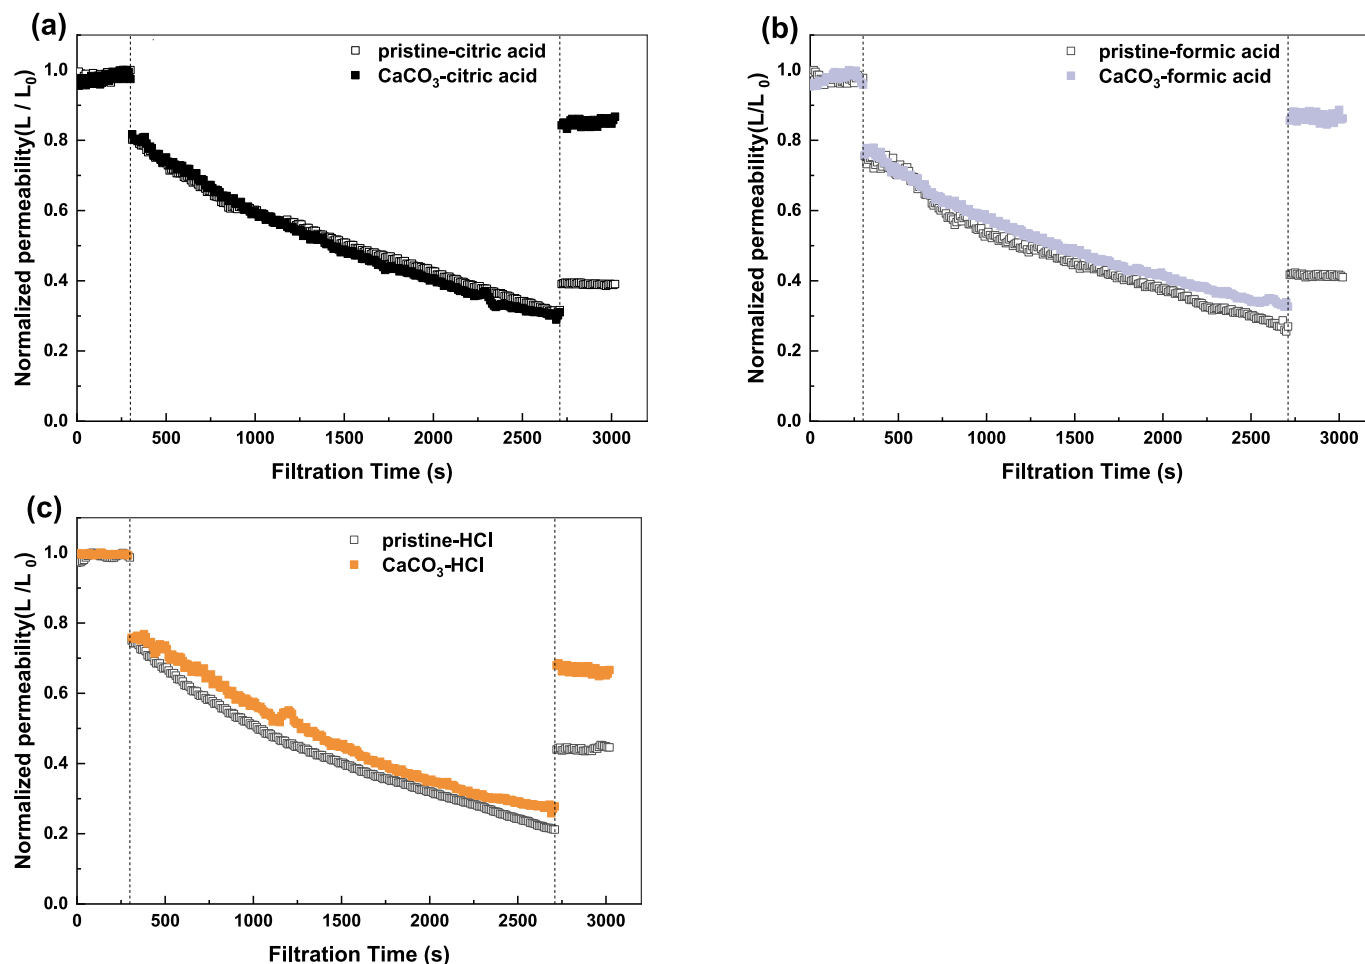 (a)
pristine-citric acid
CaCO₃-citric acid
Normalized permeability(L / L₀)
1.0
0.8
0.6
0.4
0.2
0.0
0 500 1000 1500 2000 2500 3000
Filtration Time (s)
(b)
pristine-formic acid
CaCO₃-formic acid
Normalized permeability(L/L₀)
1.0
0.8
0.6
0.4
0.2
0.0
0 500 1000 1500 2000 2500 3000
Filtration Time (s)
(c)
pristine-HCl
CaCO₃-HCl
Normalized permeability(L /L₀)
1.0
0.8
0.6
0.4
0.2
0.0
0 500 1000 1500 2000 2500 3000
Filtration Time (s)